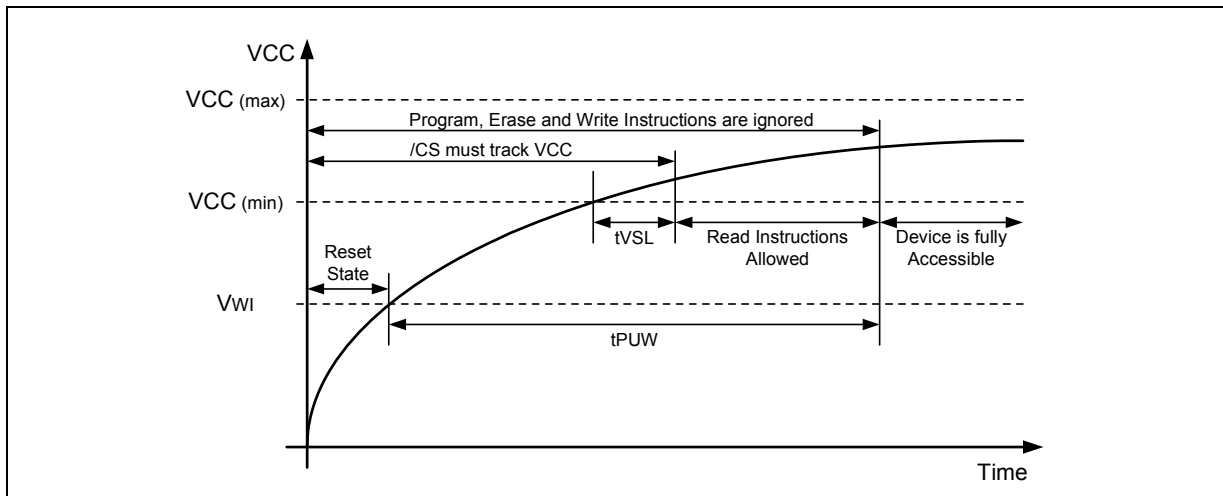 VCC
VCC (max)
Program, Erase and Write Instructions are ignored
/CS must track VCC
VCC (min)
tVSL
Read Instructions
Allowed
Device is fully
Accessible
Reset
State
VWI
tPUW
Time